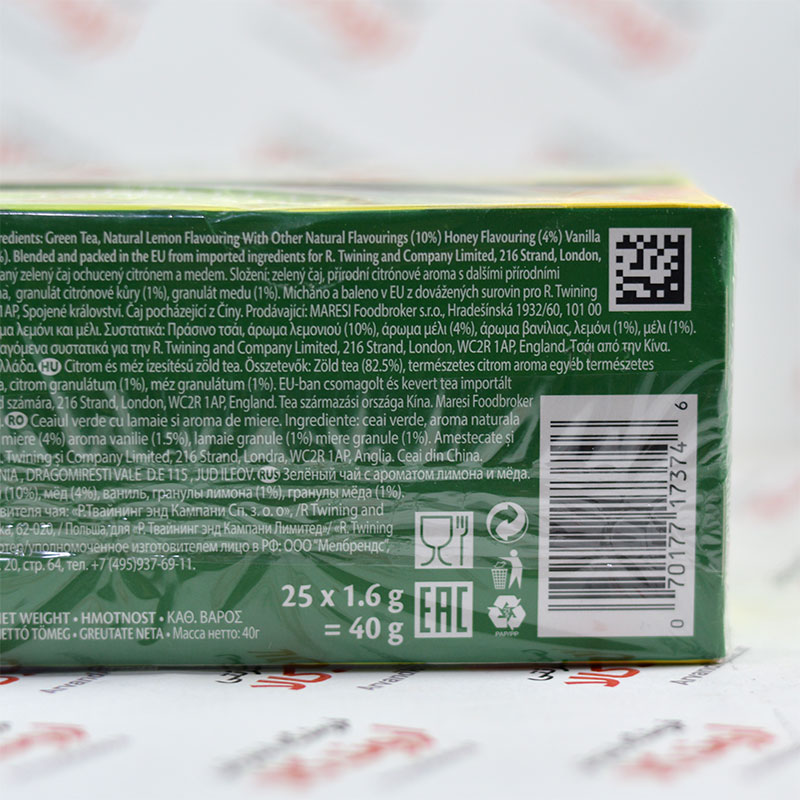 redients: Green Tea, Natural Lemon Flavouring With Other Natural Flavourings (10%) Honey Flavouring (4%) Vanilla
%). Blended and packed in the EU from imported ingredients for R. Twining and Company Limited, 216 Strand, London,
aný zelený čaj ochucený citrónem a medem. Složení: zelený čaj, přírodní citrónové aroma s dalšími přírodními
granulát citrónové kůry (1%), granulát medu (1%). Mícháno a baleno v EU z dovážených surovin pro R. Twining
1AP, Spojené království. Čaj pocházející z Číny. Prodávající: MARESI Foodbroker s.r.o., Hradešínská 1932/60, 101 00
α λεμόνι και μέλι. Συστατικά: Πράσινο τσάι, άρωμα λεμονιού (10%), άρωμα μέλι (4%), άρωμα βανίλιας, λεμόνι (1%), μέλι (1%).
αγόμενα συστατικά για την R. Twining and Company Limited, 216 Strand, London, WC2R 1AP, England. Τσάι από την Κίνα.
λλάδα. HU Citrom és méz ízesítésű zöld tea. Összetevők: Zöld tea (82.5%), természetes citrom aroma egyéb természetes
a, citrom granulátum (1%), méz granulátum (1%). EU-ban csomagolt és kevert tea importált
d számára, 216 Strand, London, WC2R 1AP, England. Tea származási országa Kína. Maresi Foodbroker
RO Ceaiul verde cu lamaie si aroma de miere. Ingrediente: ceai verde, aroma naturala
miere (4%) aroma vanilie (1.5%), lamaie granule (1%) miere granule (1%). Amestecate și
Twining și Company Limited, 216 Strand, Londra, WC2R 1AP, Anglia. Ceai din China.
NIA, DRAGOMIRESTI VALE D.E 115, JUD ILFOV. RUS Зелёный чай с ароматом лимона и мёда.
(10%), мёд (4%), ваниль, гранулы лимона (1%), гранулы мёда (1%).
вителя чая: «Р.Твайнинг энд Кампани Сп. з. о. о», /R Twining and
ка, 62-020, / Польша для «Р. Твайнинг энд Кампани Лимитед»/ «R. Twining
уполномоченное изготовителем лицо в РФ: ООО "Мелбрендс",
20, стр. 64, тел. +7 (495)937-69-11.
25 x 1.6 g
= 40 g
NET WEIGHT • HMOTNOST • ΚΑΘ. ΒΑΡΟΣ
NETTÓ TÖMEG • GREUTATE NETA • Масса нетто: 40г
EAC
PAP/PP
0 70177 17374 6